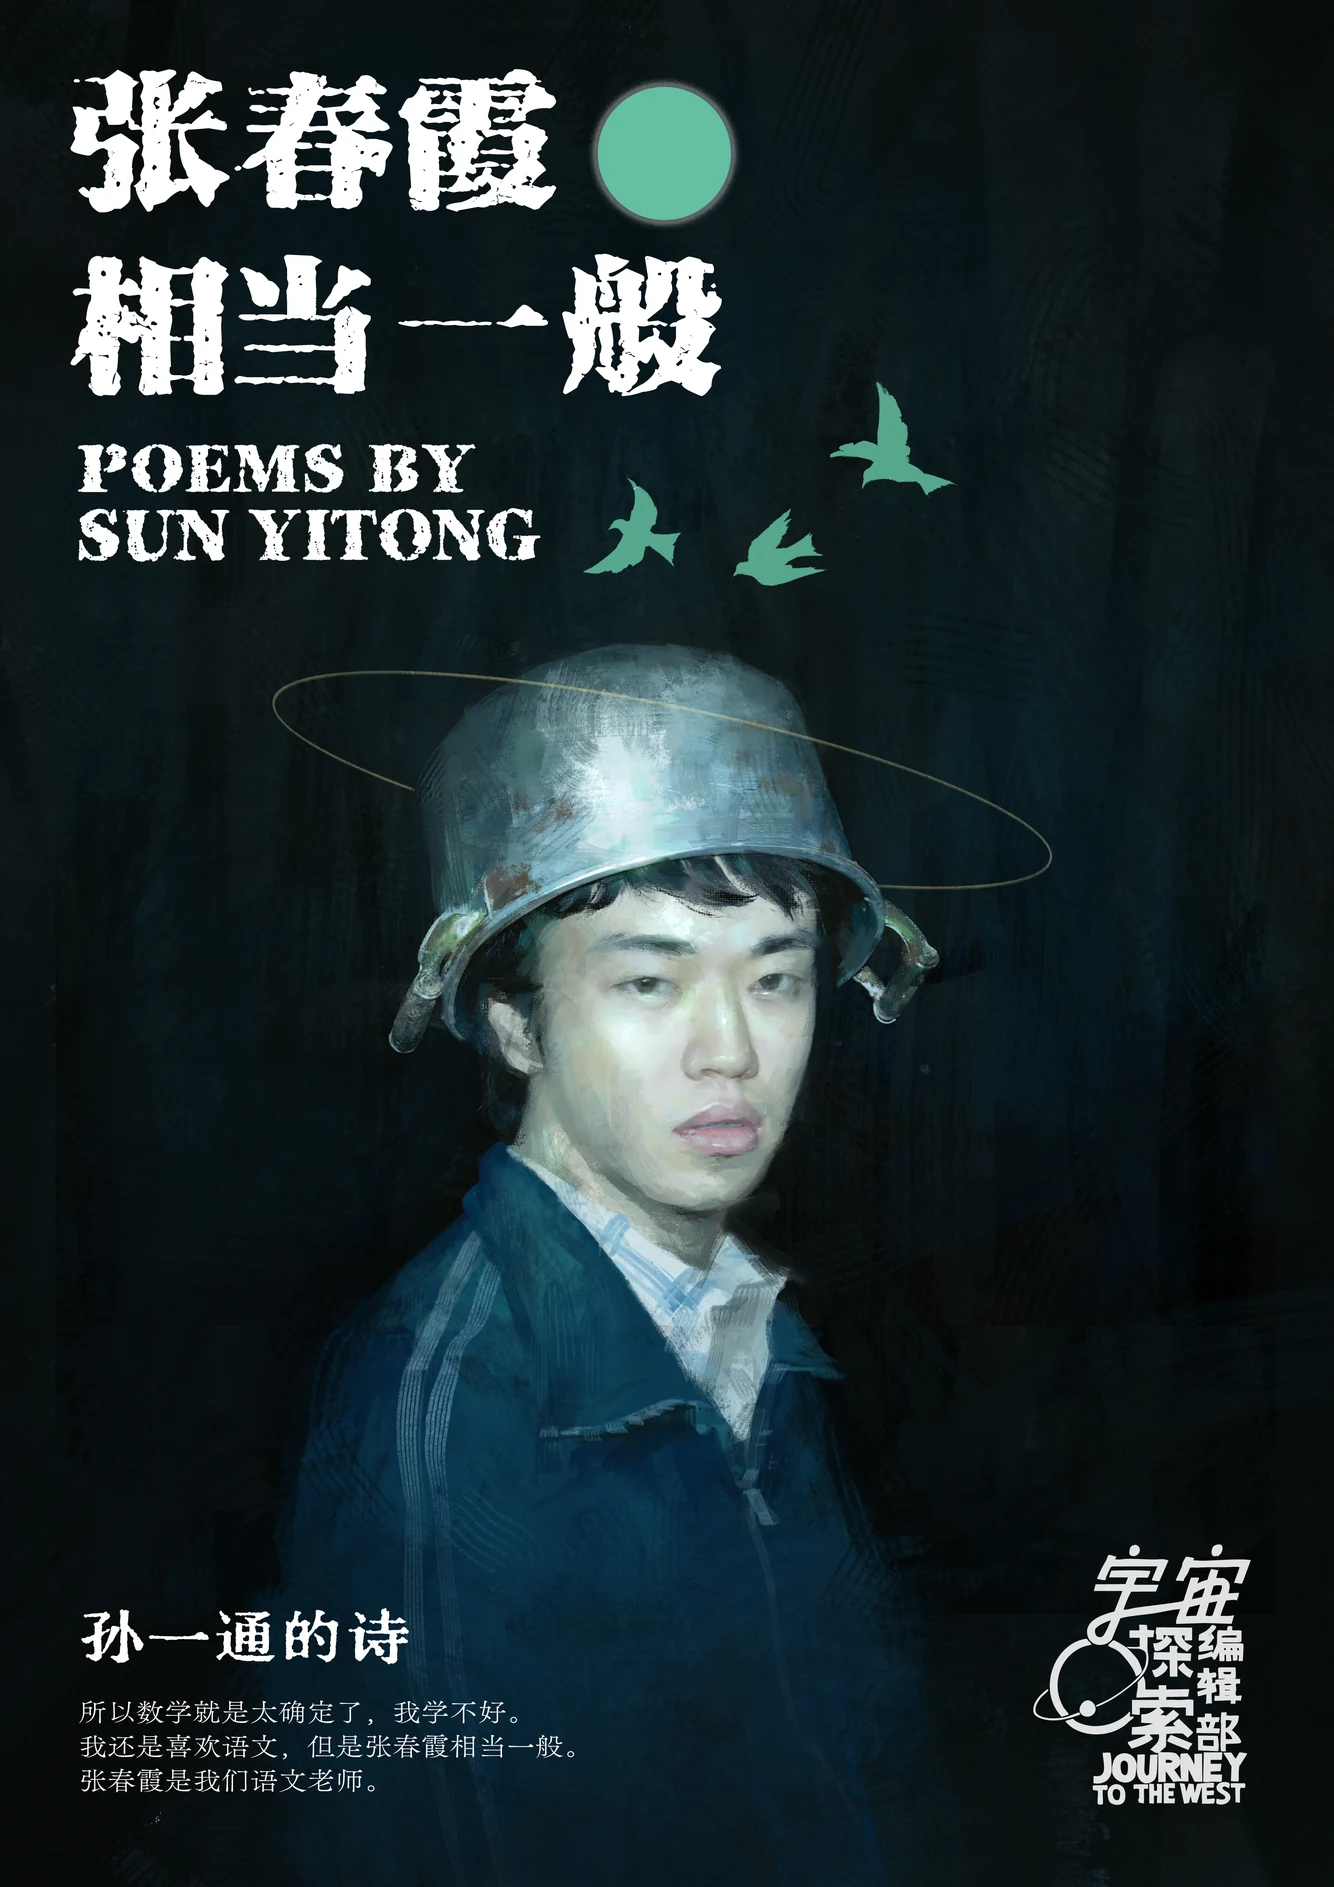 张春霞
相当一般
POEMS BY
SUN YITONG
孙一通的诗
所以数学就是太确定了，我学不好。
我还是喜欢语文，但是张春霞相当一般。
张春霞是我们语文老师。
宇宙
探索
编辑部
JOURNEY
TO THE WEST